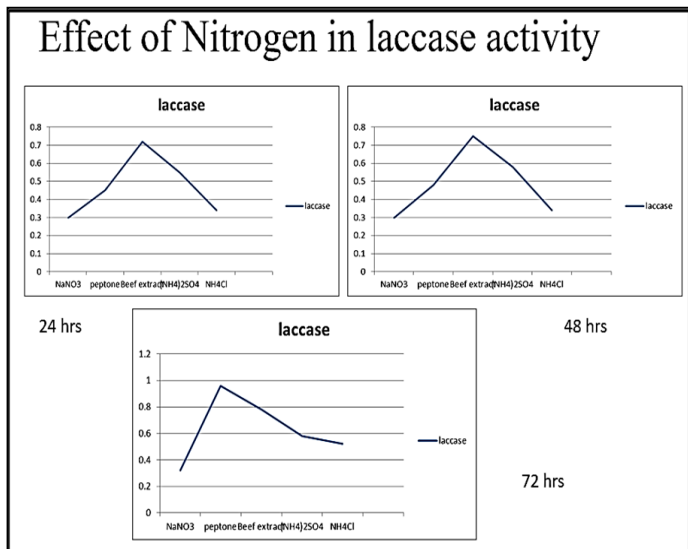 Effect of Nitrogen in laccase activity
laccase
0.8
0.7
0.6
0.5
0.4
0.3
0.2
0.1
0
NaNO3 peptone Beef extract (NH4)2SO4 NH4Cl
laccase
24 hrs
laccase
0.8
0.7
0.6
0.5
0.4
0.3
0.2
0.1
0
NaNO3 peptone Beef extract (NH4)2SO4 NH4Cl
laccase
48 hrs
laccase
1.2
1
0.8
0.6
0.4
0.2
0
NaNO3 peptone Beef extract (NH4)2SO4 NH4Cl
laccase
72 hrs